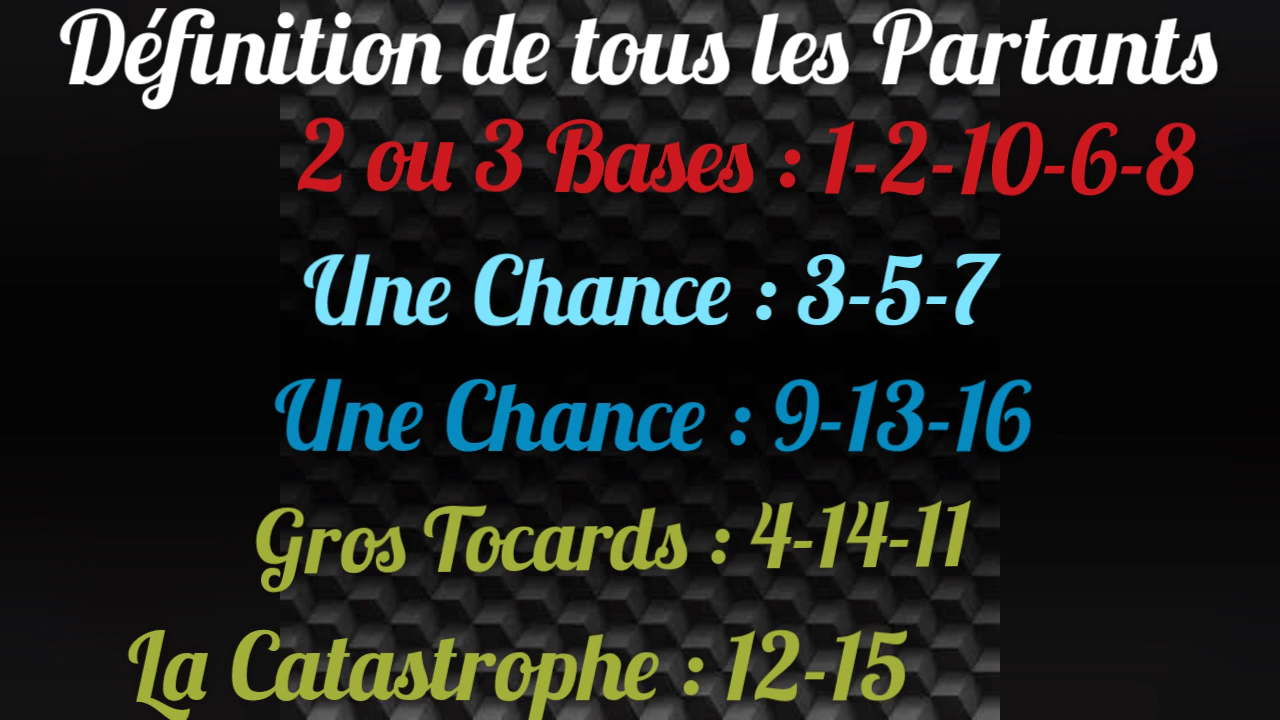 Définition de tous les Partants
2 ou 3 Bases : 1-2-10-6-8
Une Chance : 3-5-7
Une Chance : 9-13-16
Gros Tocards : 4-14-11
La Catastrophe : 12-15